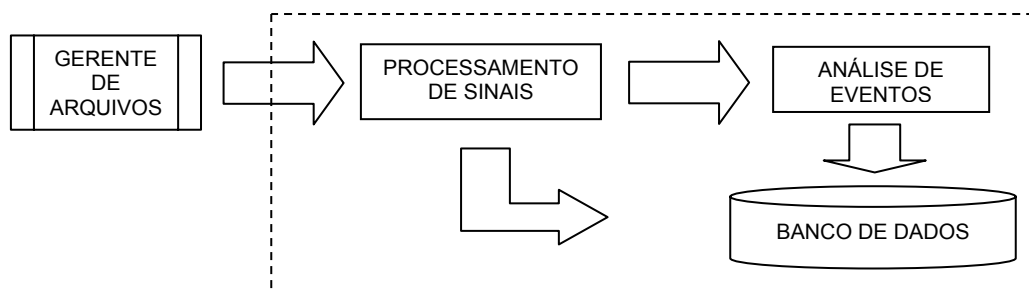 GERENTE
DE
ARQUIVOS
PROCESSAMENTO
DE SINAIS
ANÁLISE DE
EVENTOS
BANCO DE DADOS